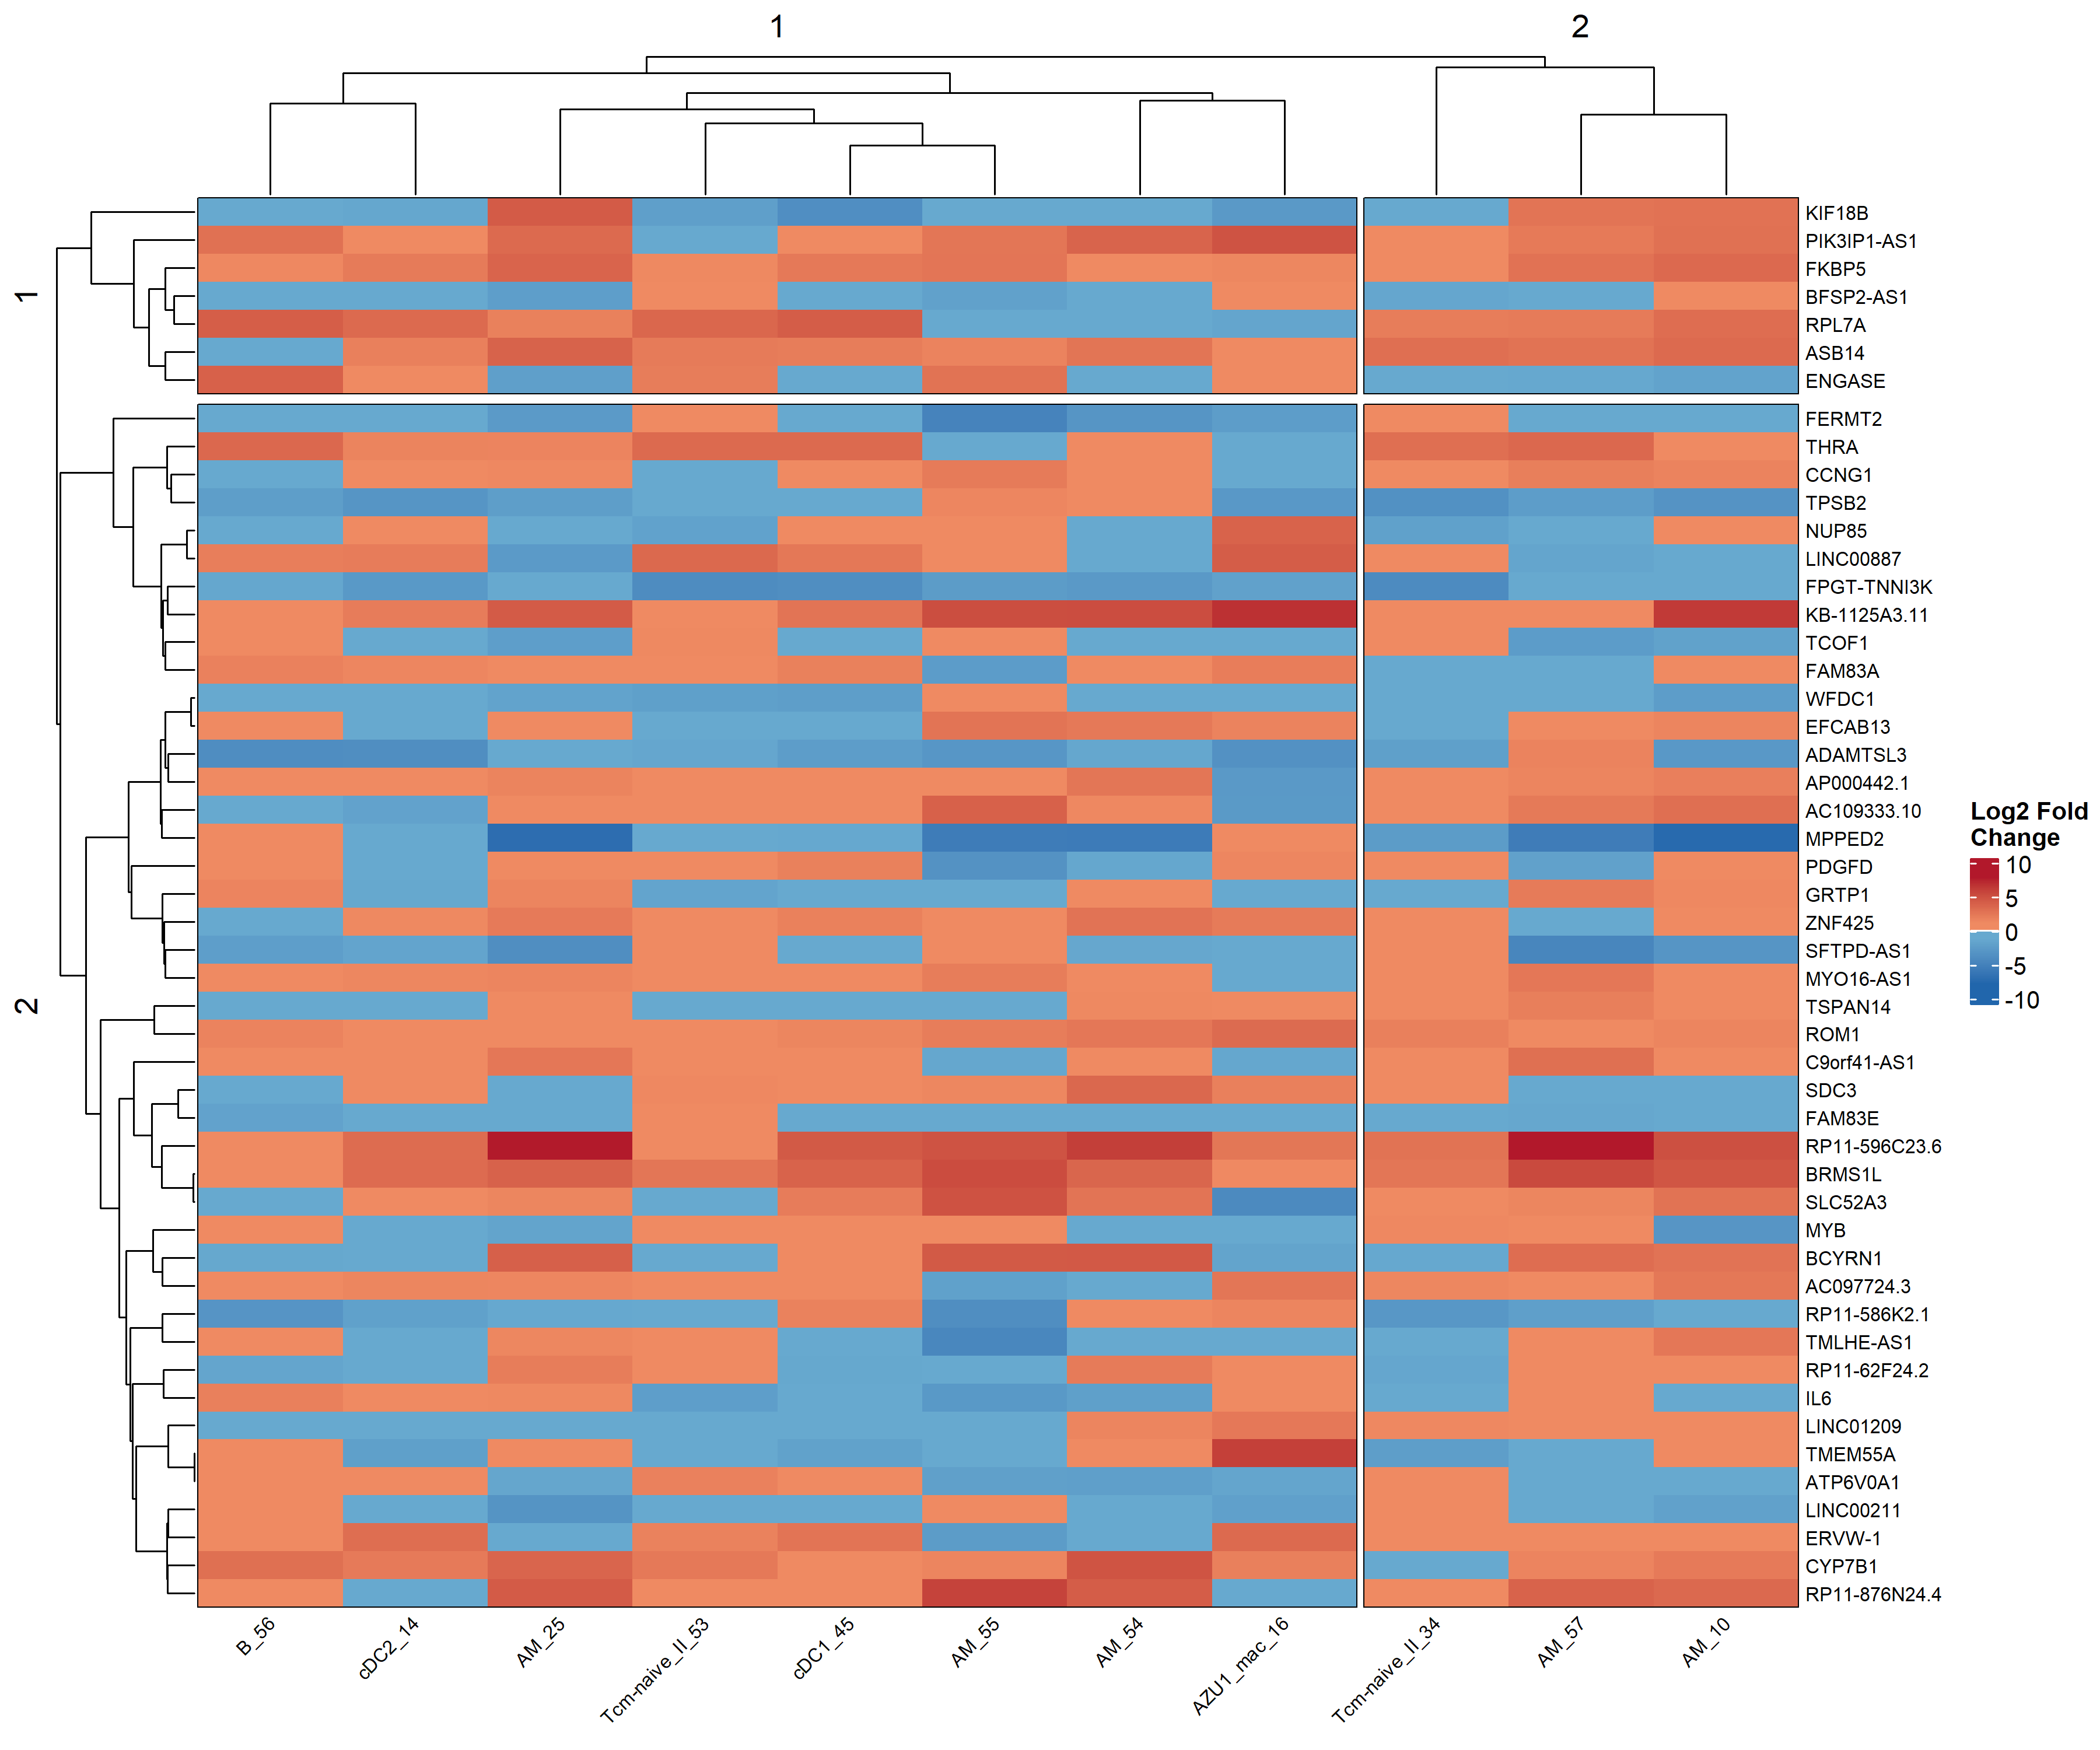 1
2
1
2
KIF18B
PIK3IP1-AS1
FKBP5
BFSP2-AS1
RPL7A
ASB14
ENGASE
FERMT2
THRA
CCNG1
TPSB2
NUP85
LINC00887
FPGT-TNNI3K
KB-1125A3.11
TCOF1
FAM83A
WFDC1
EFCAB13
ADAMTSL3
AP000442.1
AC109333.10
MPPED2
PDGFD
GRTP1
ZNF425
SFTPD-AS1
MYO16-AS1
TSPAN14
ROM1
C9orf41-AS1
SDC3
FAM83E
RP11-596C23.6
BRMS1L
SLC52A3
MYB
BCYRN1
AC097724.3
RP11-586K2.1
TMLHE-AS1
RP11-62F24.2
IL6
LINC01209
TMEM55A
ATP6V0A1
LINC00211
ERVW-1
CYP7B1
RP11-876N24.4
B_56
cDC2_14
AM_25
Tcm-naive_II_53
cDC1_45
AM_55
AM_54
AZU1_mac_16
Tcm-naive_II_34
AM_57
AM_10
Log2 Fold
Change
10
5
0
-5
-10